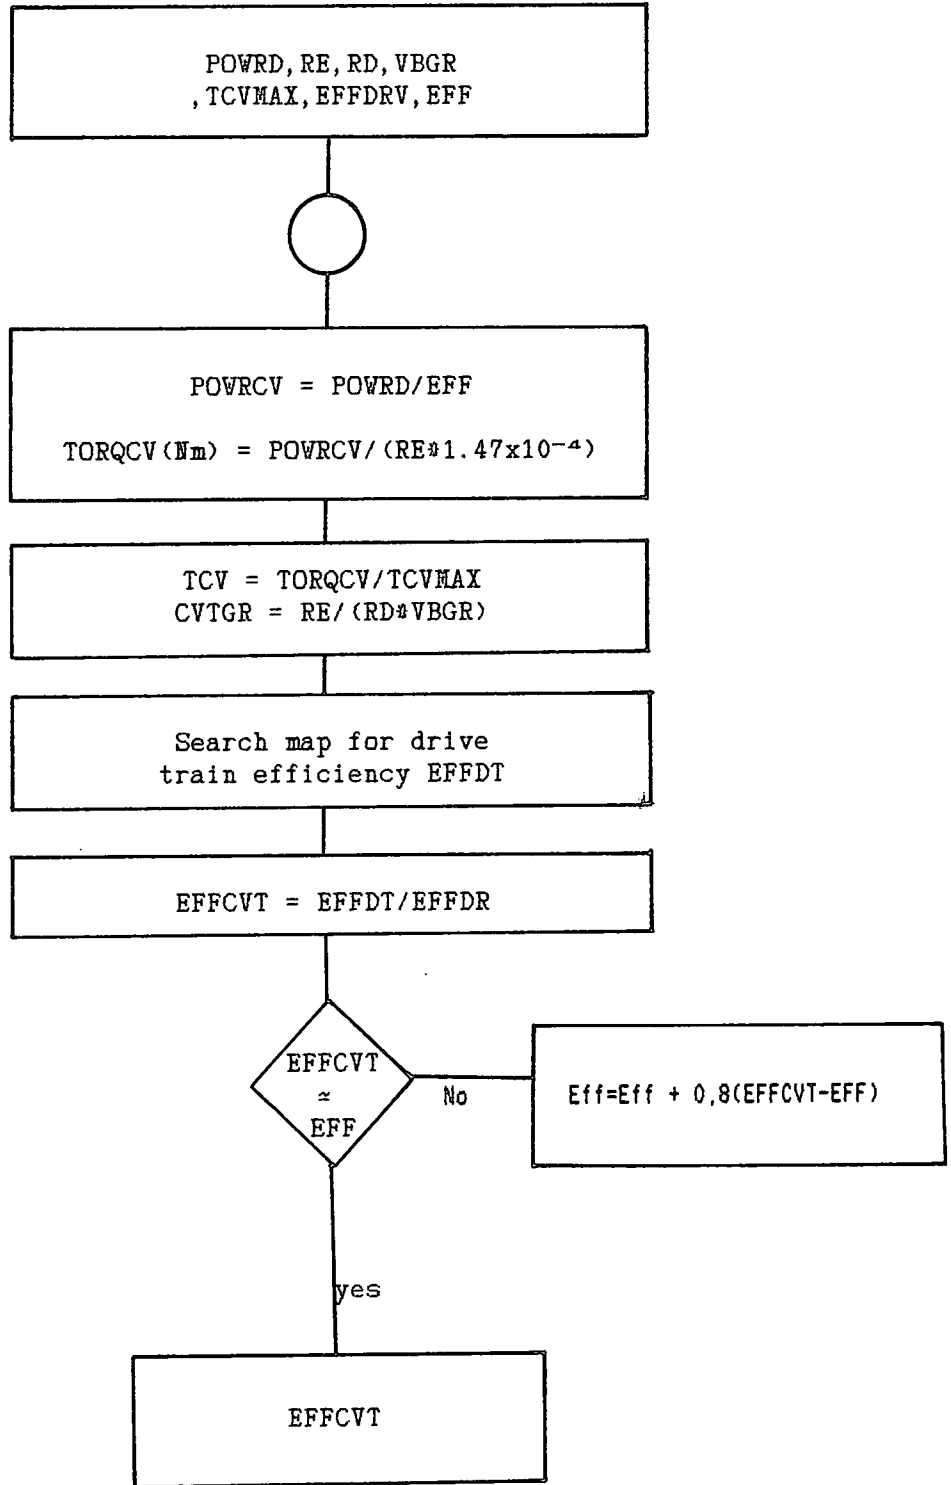 POWRD, RE, RD, VBGR
,TCVMAX, EFFDRV, EFF
POWRCV = POWRD/EFF
TORQCV(Nm) = POWRCV/(RE*1.47x10⁻⁴)
TCV = TORQCV/TCVMAX
CVTGR = RE/(RD*VBGR)
Search map for drive
train efficiency EFFDT
EFFCVT = EFFDT/EFFDR
EFFCVT
≃
EFF
No
Eff=Eff + 0,8(EFFCVT-EFF)
yes
EFFCVT